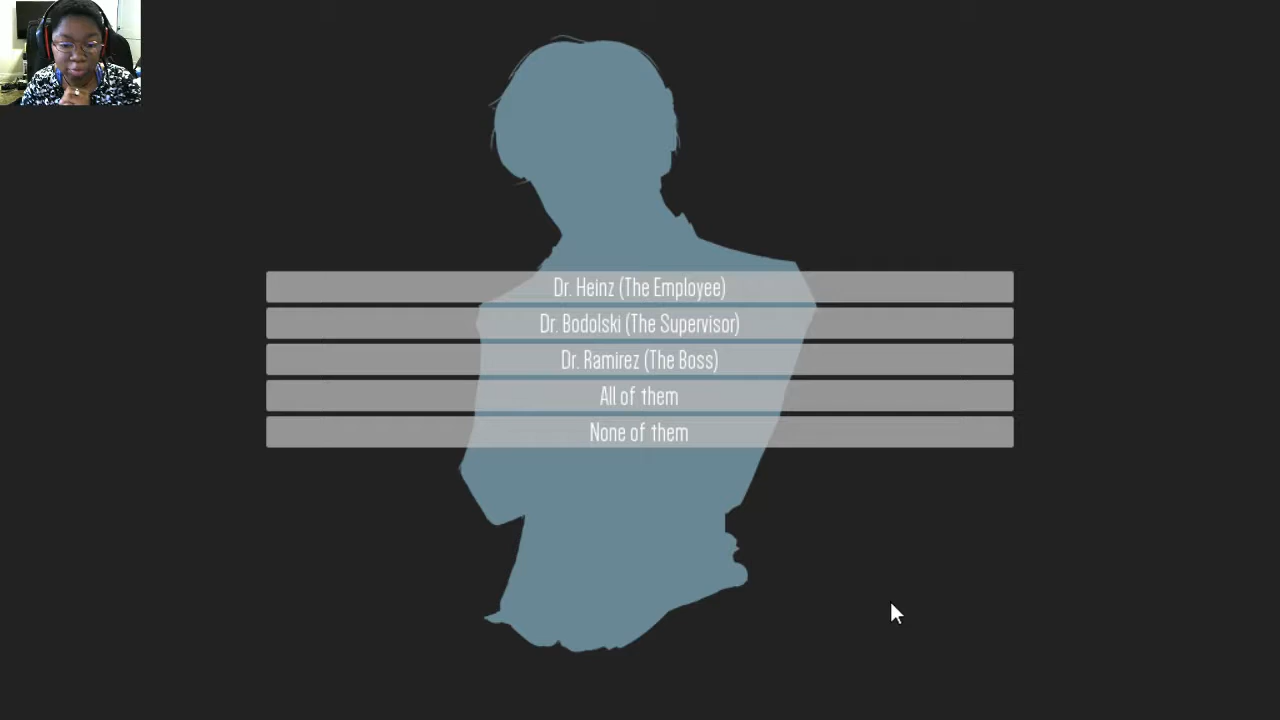 Dr. Heinz (The Employee)
Dr. Bodolski (The Supervisor)
Dr. Ramirez (The Boss)
All of them
None of them